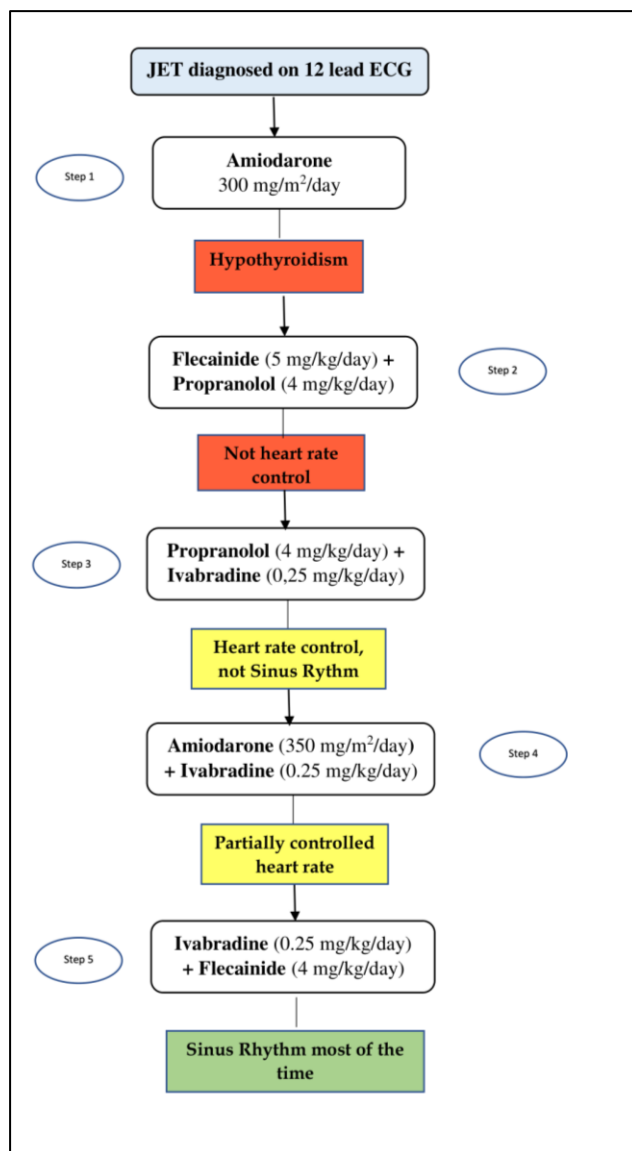 JET diagnosed on 12 lead ECG
Step 1
Amiodarone
300 mg/m²/day
Hypothyroidism
Flecainide (5 mg/kg/day) +
Propranolol (4 mg/kg/day)
Step 2
Not heart rate
control
Step 3
Propranolol (4 mg/kg/day) +
Ivabradine (0,25 mg/kg/day)
Heart rate control,
not Sinus Rythm
Amiodarone (350 mg/m²/day)
+ Ivabradine (0.25 mg/kg/day)
Step 4
Partially controlled
heart rate
Step 5
Ivabradine (0.25 mg/kg/day)
+ Flecainide (4 mg/kg/day)
Sinus Rhythm most of the
time